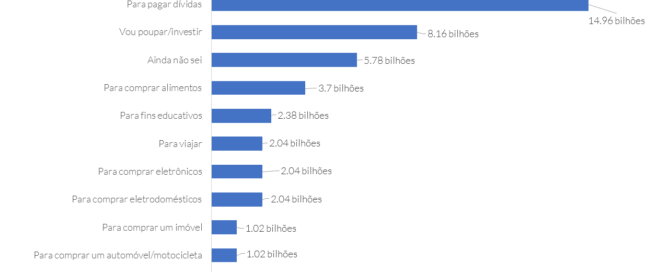 Para pagar dívidas
14.96 bilhões
Vou poupar/investir
8.16 bilhões
Ainda não sei
5.78 bilhões
Para comprar alimentos
3.7 bilhões
Para fins educativos
2.38 bilhões
Para viajar
2.04 bilhões
Para comprar eletrônicos
2.04 bilhões
Para comprar eletrodomésticos
2.04 bilhões
Para comprar um imóvel
1.02 bilhões
Para comprar um automóvel/motocicleta
1.02 bilhões